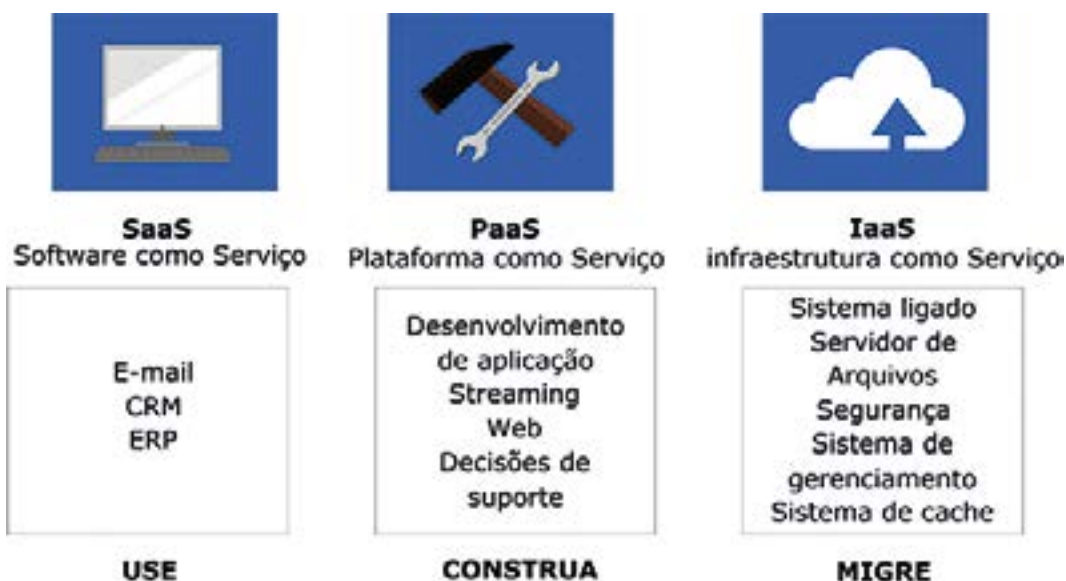 SaaS
Software como Serviço
E-mail
CRM
ERP
USE
PaaS
Plataforma como Serviço
Desenvolvimento
de aplicação
Streaming
Web
Decisões de
suporte
CONSTRUA
IaaS
infraestrutura como Serviço
Sistema ligado
Servidor de
Arquivos
Segurança
Sistema de
gerenciamento
Sistema de cache
MIGRE